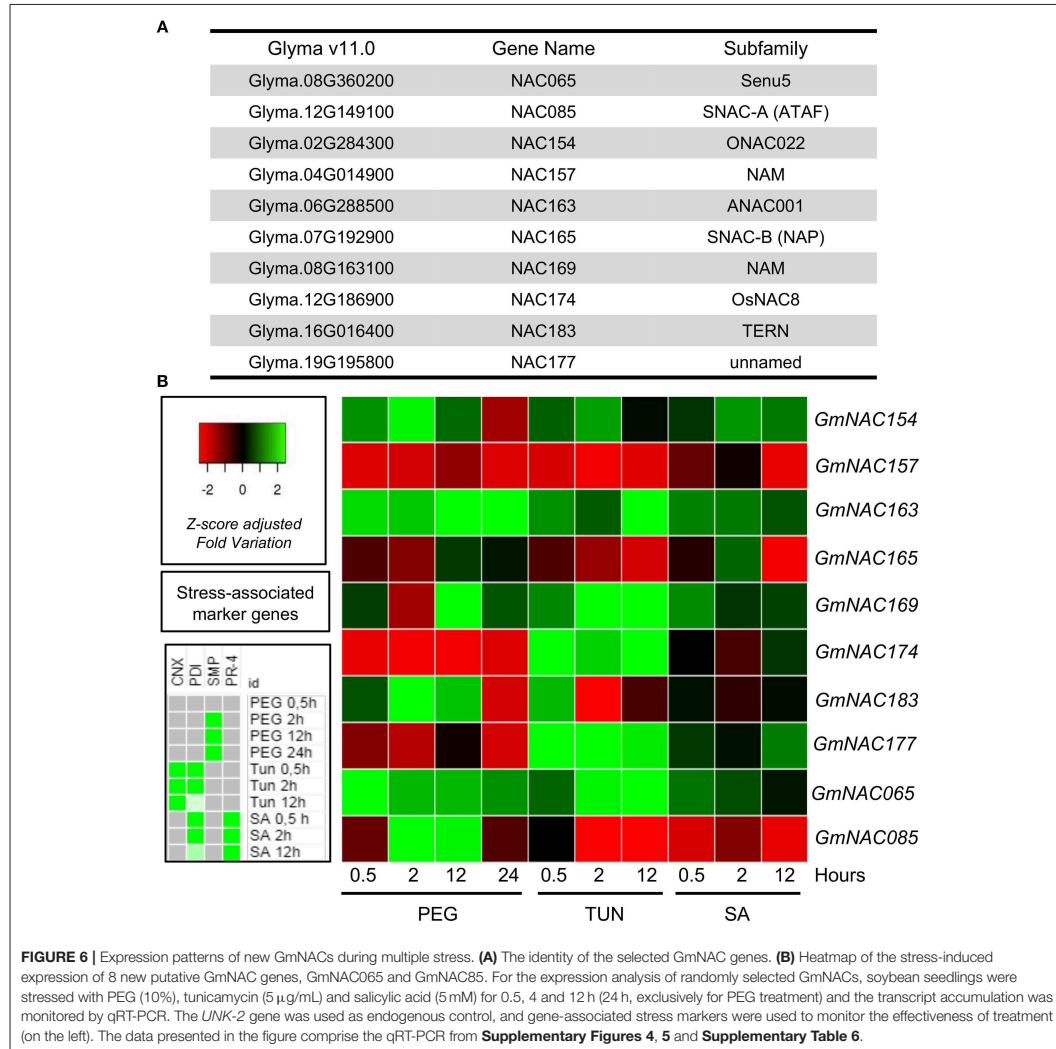 A
Glyma v11.0 Gene Name Subfamily
Glyma.08G360200 NAC065 Senu5
Glyma.12G149100 NAC085 SNAC-A (ATAF)
Glyma.02G284300 NAC154 ONAC022
Glyma.04G014900 NAC157 NAM
Glyma.06G288500 NAC163 ANAC001
Glyma.07G192900 NAC165 SNAC-B (NAP)
Glyma.08G163100 NAC169 NAM
Glyma.12G186900 NAC174 OsNAC8
Glyma.16G016400 NAC183 TERN
Glyma.19G195800 NAC177 unnamed
B
-2 0 2
Z-score adjusted
Fold Variation
Stress-associated
marker genes
CNX PDI SMP PR-4 id
PEG 0,5h
PEG 2h
PEG 12h
PEG 24h
Tun 0,5h
Tun 2h
Tun 12h
SA 0,5 h
SA 2h
SA 12h
GmNAC154
GmNAC157
GmNAC163
GmNAC165
GmNAC169
GmNAC174
GmNAC183
GmNAC177
GmNAC065
GmNAC085
0.5 2 12 24 0.5 2 12 0.5 2 12 Hours
PEG TUN SA
FIGURE 6 | Expression patterns of new GmNACs during multiple stress. (A) The identity of the selected GmNAC genes. (B) Heatmap of the stress-induced
expression of 8 new putative GmNAC genes, GmNAC065 and GmNAC85. For the expression analysis of randomly selected GmNACs, soybean seedlings were
stressed with PEG (10%), tunicamycin (5 μg/mL) and salicylic acid (5 mM) for 0.5, 4 and 12 h (24 h, exclusively for PEG treatment) and the transcript accumulation was
monitored by qRT-PCR. The UNK-2 gene was used as endogenous control, and gene-associated stress markers were used to monitor the effectiveness of treatment
(on the left). The data presented in the figure comprise the qRT-PCR from Supplementary Figures 4, 5 and Supplementary Table 6.